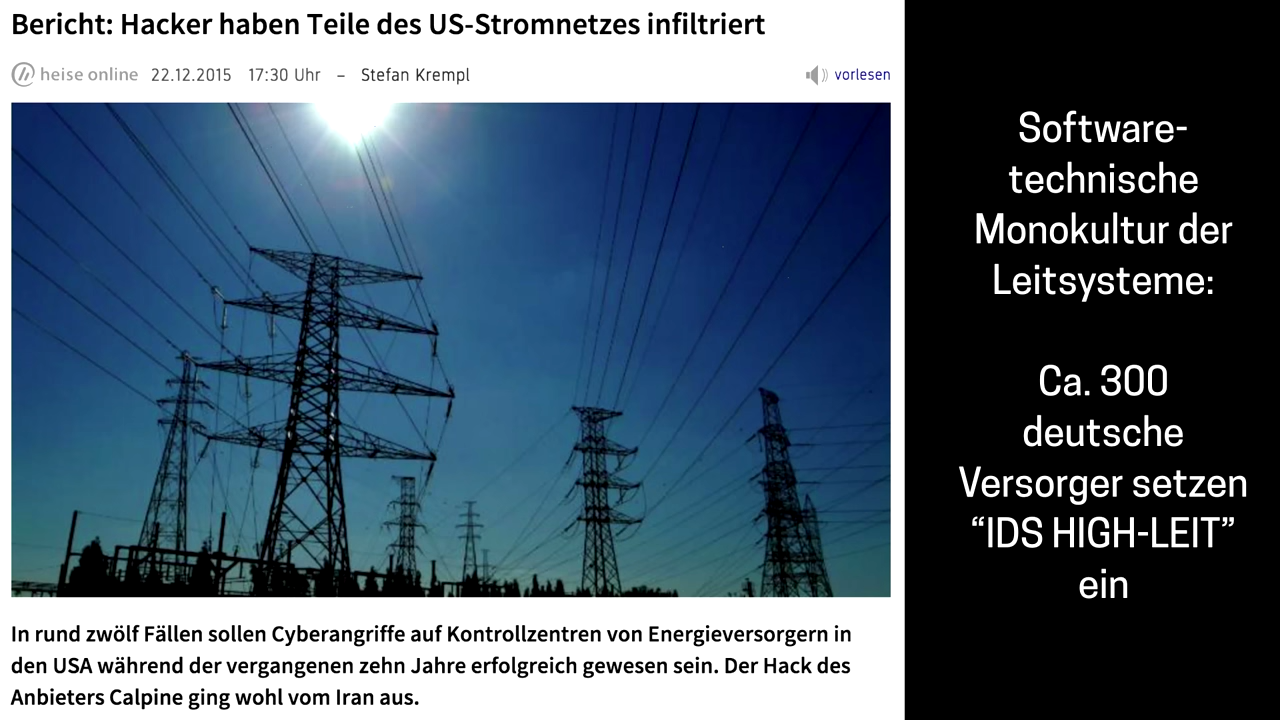 Bericht: Hacker haben Teile des US-Stromnetzes infiltriert
heise online 22.12.2015 17:30 Uhr – Stefan Krempl
vorlesen
In rund zwölf Fällen sollen Cyberangriffe auf Kontrollzentren von Energieversorgern in
den USA während der vergangenen zehn Jahre erfolgreich gewesen sein. Der Hack des
Anbieters Calpine ging wohl vom Iran aus.
Software-
technische
Monokultur der
Leitsysteme:
Ca. 300
deutsche
Versorger setzen
“IDS HIGH-LEIT”
ein